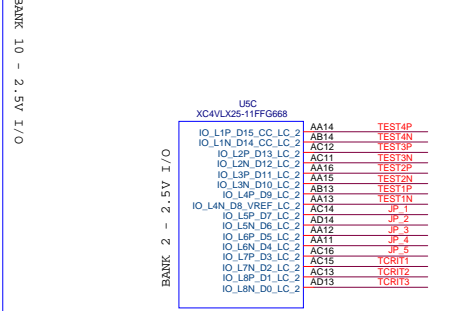 BANK 10 - 2.5V I/O
U5C
XC4VLX25-11FFG668
BANK 2 - 2.5V I/O
IO_L1P_D15_CC_LC_2 AA14 TEST4P
IO_L1N_D14_CC_LC_2 AB14 TEST4N
IO_L2P_D13_LC_2 AC12 TEST3P
IO_L2N_D12_LC_2 AC11 TEST3N
IO_L3P_D11_LC_2 AA16 TEST2P
IO_L3N_D10_LC_2 AA15 TEST2N
IO_L4P_D9_LC_2 AB13 TEST1P
IO_L4N_D8_VREF_LC_2 AA13 TEST1N
IO_L5P_D7_LC_2 AC14 JP_1
IO_L5N_D6_LC_2 AD14 JP_2
IO_L6P_D5_LC_2 AA12 JP_3
IO_L6N_D4_LC_2 AA11 JP_4
IO_L7P_D3_LC_2 AC16 JP_5
IO_L7N_D2_LC_2 AC15 TCRIT1
IO_L8P_D1_LC_2 AC13 TCRIT2
IO_L8N_D0_LC_2 AD13 TCRIT3